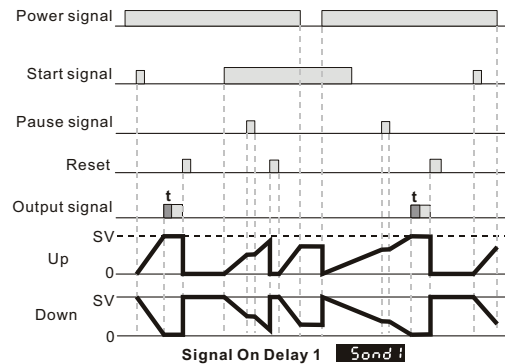 Power signal
Start signal
Pause signal
Reset
t
t
Output signal
SV
Up
0
SV
Down
0
Signal On Delay 1 Sond1